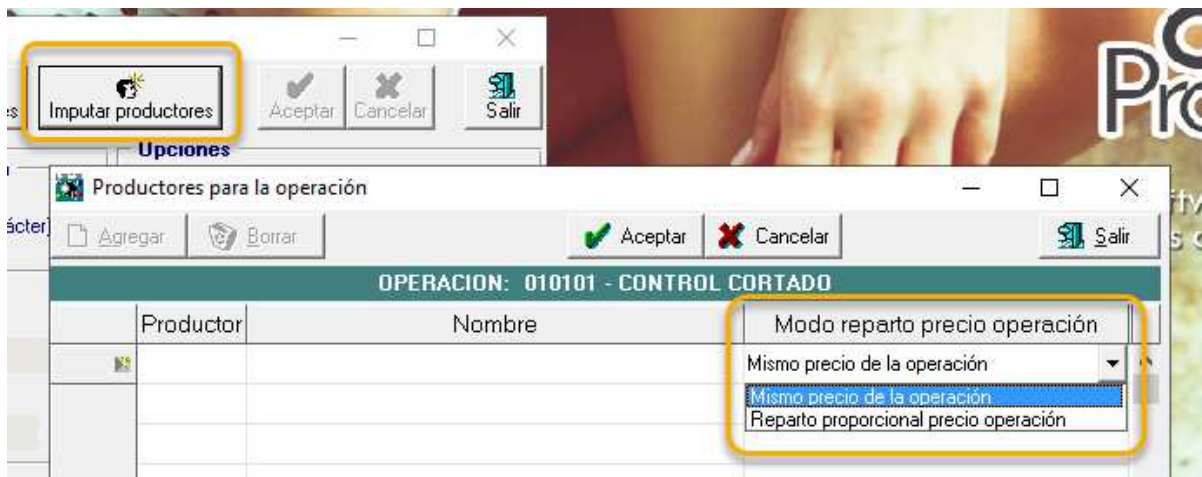 Imputar productores
Aceptar
Cancelar
Salir
Opciones
Productores para la operación
Agregar
Borrar
Aceptar
Cancelar
Salir
OPERACION: 010101 - CONTROL CORTADO
Productor Nombre Modo reparto precio operación
Mismo precio de la operación
Mismo precio de la operación
Reparto proporcional precio operación